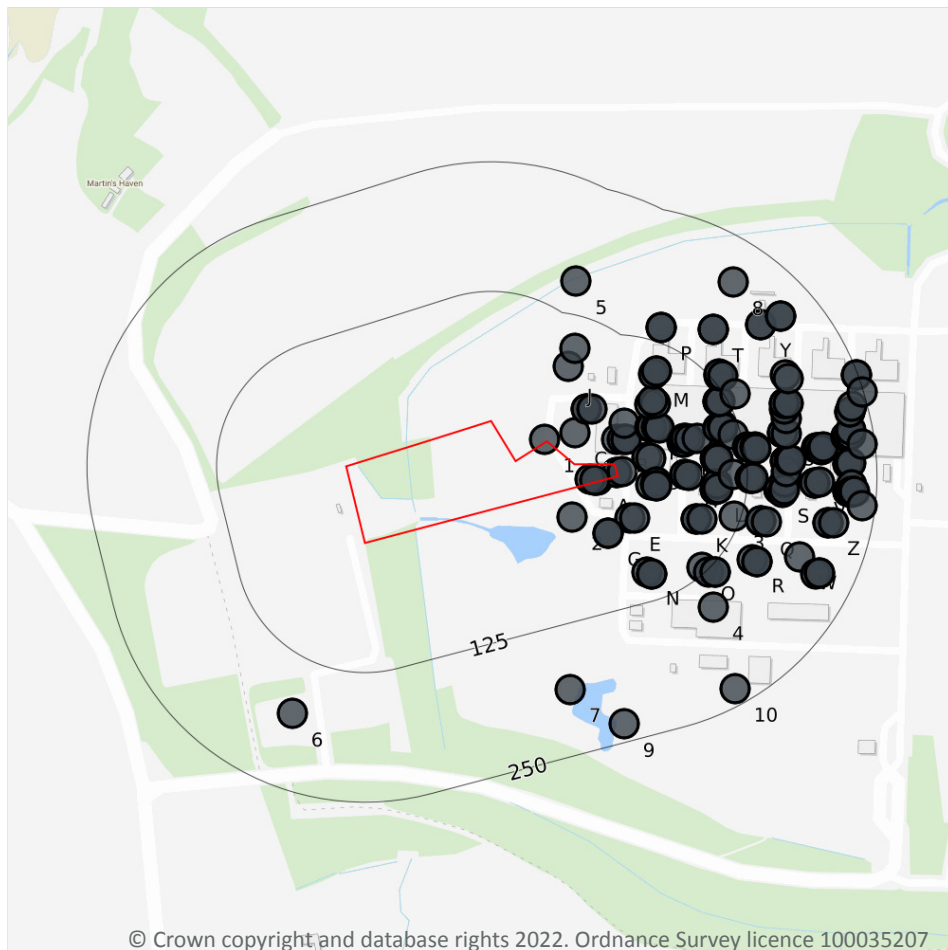 Martin's Haven
5
8
P
T
Y
J
M
C
1
A
L
S
2
E
3
Z
G
K
Q
R
W
N
O
4
125
7
10
6
9
250
© Crown copyright and database rights 2022. Ordnance Survey licence 100035207